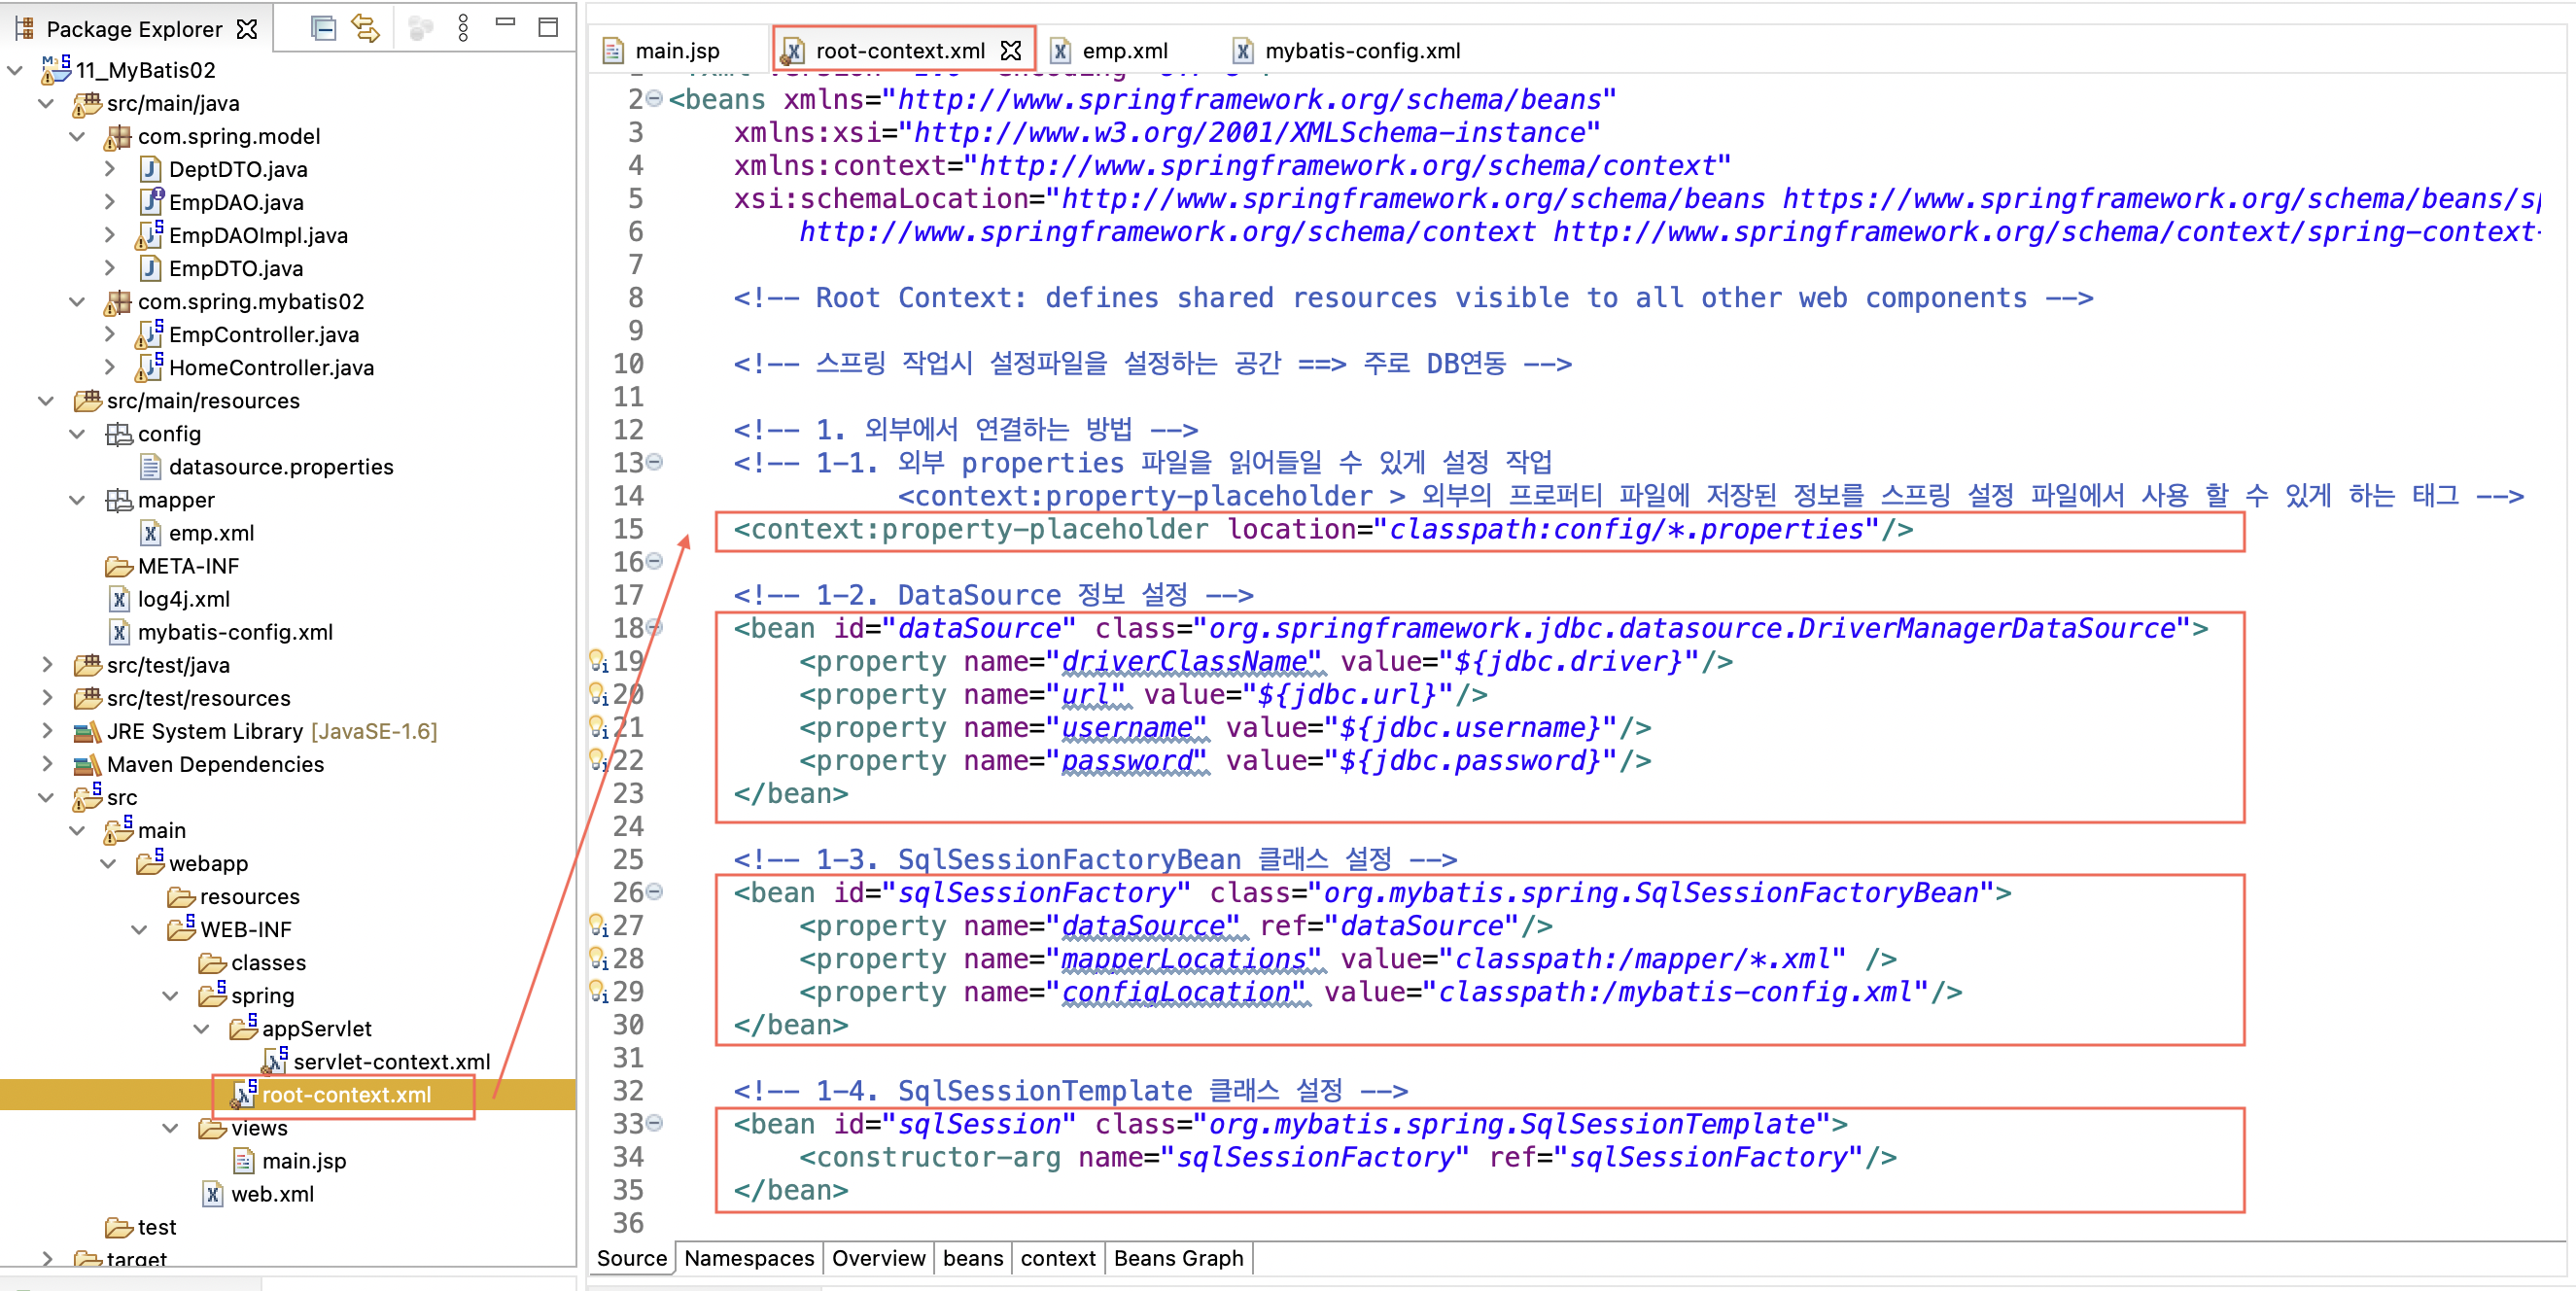 Package Explorer
11_MyBatis02
src/main/java
com.spring.model
DeptDTO.java
EmpDAO.java
EmpDAOImpl.java
EmpDTO.java
com.spring.mybatis02
EmpController.java
HomeController.java
src/main/resources
config
datasource.properties
mapper
emp.xml
META-INF
log4j.xml
mybatis-config.xml
src/test/java
src/test/resources
JRE System Library [JavaSE-1.6]
Maven Dependencies
src
main
webapp
resources
WEB-INF
classes
spring
appServlet
servlet-context.xml
root-context.xml
views
main.jsp
web.xml
test
target
main.jsp root-context.xml emp.xml mybatis-config.xml
2 <beans xmlns="http://www.springframework.org/schema/beans"
3 xmlns:xsi="http://www.w3.org/2001/XMLSchema-instance"
4 xmlns:context="http://www.springframework.org/schema/context"
5 xsi:schemaLocation="http://www.springframework.org/schema/beans https://www.springframework.org/schema/beans/sp
6 http://www.springframework.org/schema/context http://www.springframework.org/schema/context/spring-context-
7
8 <!-- Root Context: defines shared resources visible to all other web components -->
9
10 <!-- 스프링 작업시 설정파일을 설정하는 공간 ==> 주로 DB연동 -->
11
12 <!-- 1. 외부에서 연결하는 방법 -->
13 <!-- 1-1. 외부 properties 파일을 읽어들일 수 있게 설정 작업
14 <context:property-placeholder > 외부의 프로퍼티 파일에 저장된 정보를 스프링 설정 파일에서 사용 할 수 있게 하는 태그 -->
15 <context:property-placeholder location="classpath:config/*.properties"/>
16
17 <!-- 1-2. DataSource 정보 설정 -->
18 <bean id="dataSource" class="org.springframework.jdbc.datasource.DriverManagerDataSource">
19 <property name="driverClassName" value="${jdbc.driver}"/>
20 <property name="url" value="${jdbc.url}"/>
21 <property name="username" value="${jdbc.username}"/>
22 <property name="password" value="${jdbc.password}"/>
23 </bean>
24
25 <!-- 1-3. SqlSessionFactoryBean 클래스 설정 -->
26 <bean id="sqlSessionFactory" class="org.mybatis.spring.SqlSessionFactoryBean">
27 <property name="dataSource" ref="dataSource"/>
28 <property name="mapperLocations" value="classpath:/mapper/*.xml" />
29 <property name="configLocation" value="classpath:/mybatis-config.xml"/>
30 </bean>
31
32 <!-- 1-4. SqlSessionTemplate 클래스 설정 -->
33 <bean id="sqlSession" class="org.mybatis.spring.SqlSessionTemplate">
34 <constructor-arg name="sqlSessionFactory" ref="sqlSessionFactory"/>
35 </bean>
36
Source Namespaces Overview beans context Beans Graph